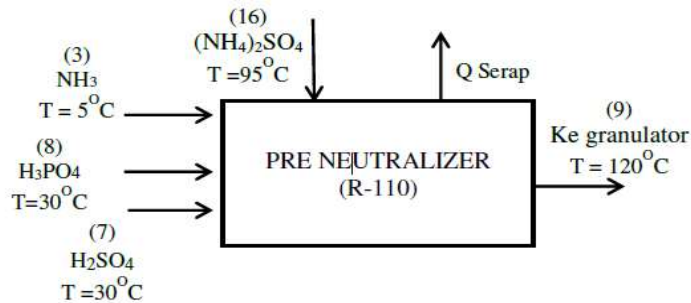 (16)
(NH4)2SO4
T =95°C
(3)
NH3
T = 5°C
Q Serap
(9)
Ke granulator
T = 120°C
(8)
H3PO4
T=30°C
PRE NEUTRALIZER
(R-110)
(7)
H2SO4
T =30°C